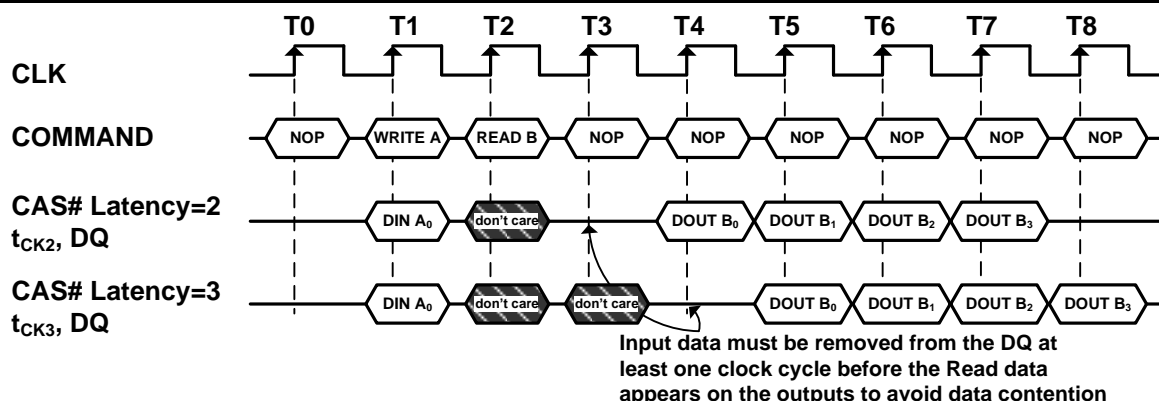 T0 T1 T2 T3 T4 T5 T6 T7 T8
CLK
COMMAND NOP WRITE A READ B NOP NOP NOP NOP NOP NOP
CAS# Latency=2
tCK2, DQ DIN A0 don't care DOUT B0 DOUT B1 DOUT B2 DOUT B3
CAS# Latency=3
tCK3, DQ DIN A0 don't care don't care DOUT B0 DOUT B1 DOUT B2 DOUT B3
Input data must be removed from the DQ at
least one clock cycle before the Read data
appears on the outputs to avoid data contention